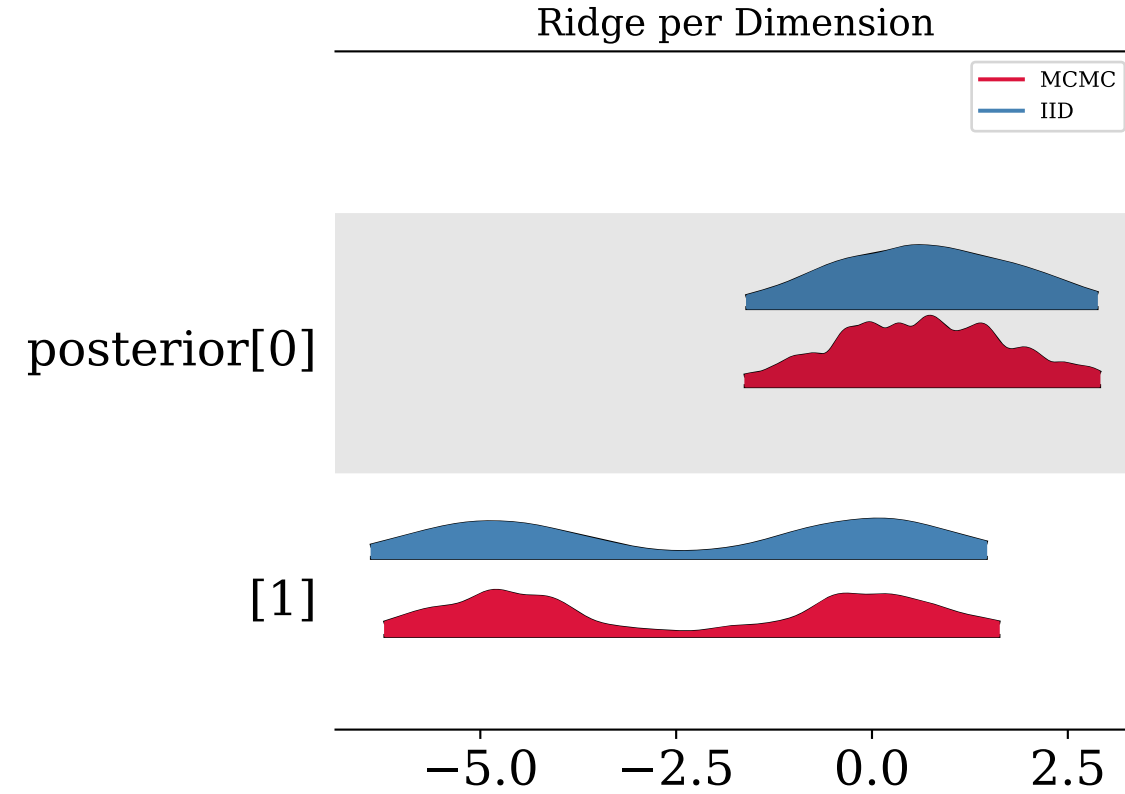 Ridge per Dimension
MCMC
IID
posterior[0]
[1]
−5.0 −2.5 0.0 2.5